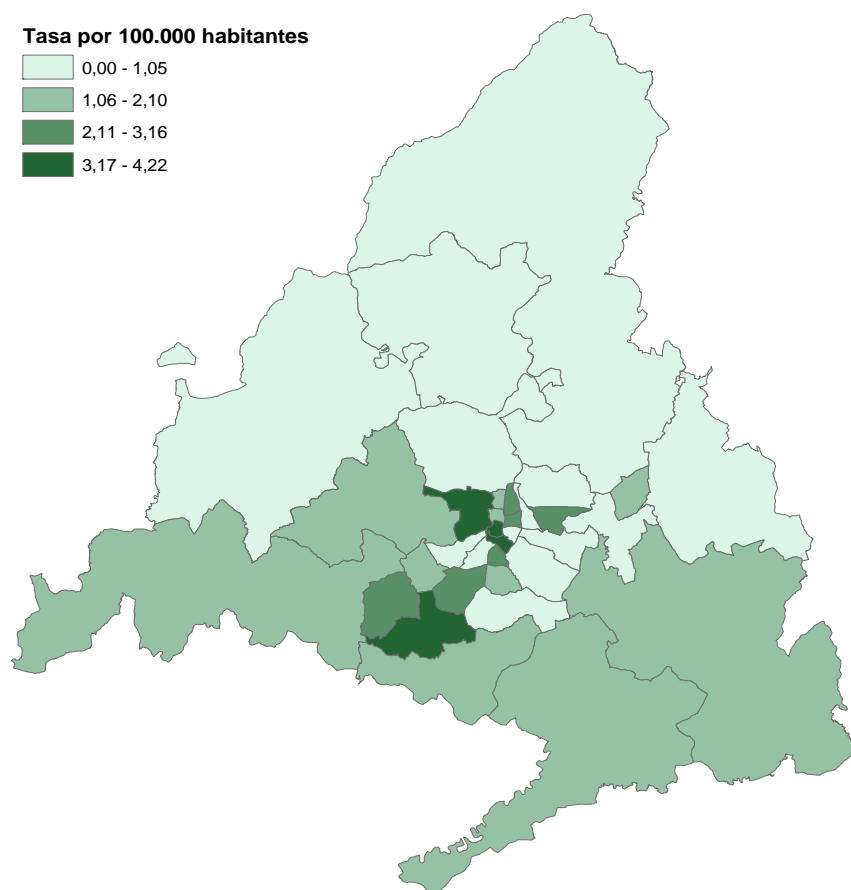 Tasa por 100.000 habitantes
0,00 - 1,05
1,06 - 2,10
2,11 - 3,16
3,17 - 4,22